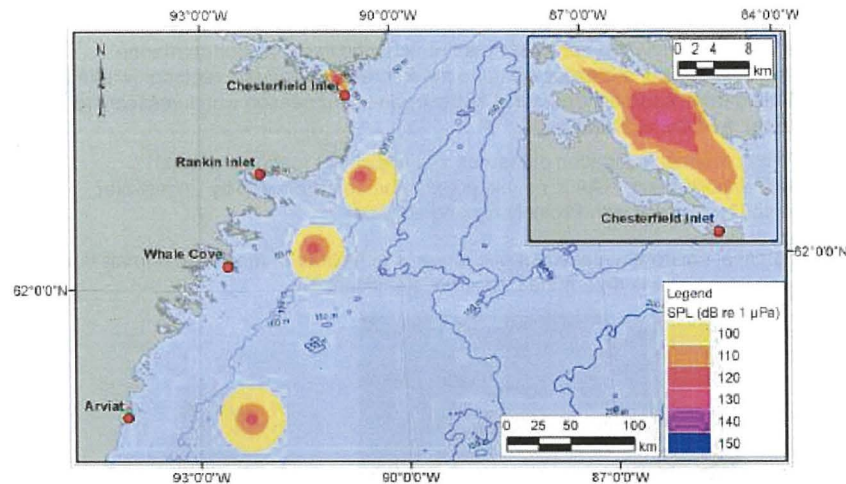 93°0'0"W 90°0'0"W 87°0'0"W 84°0'0"W
N
0 2 4 8
km
Chesterfield Inlet
Rankin Inlet
Whale Cove
Arviat
Chesterfield Inlet
62°0'0"N
62°0'0"N
Legend
SPL (dB re 1 µPa)
100
110
120
130
140
150
0 25 50 100
km
93°0'0"W 90°0'0"W 87°0'0"W